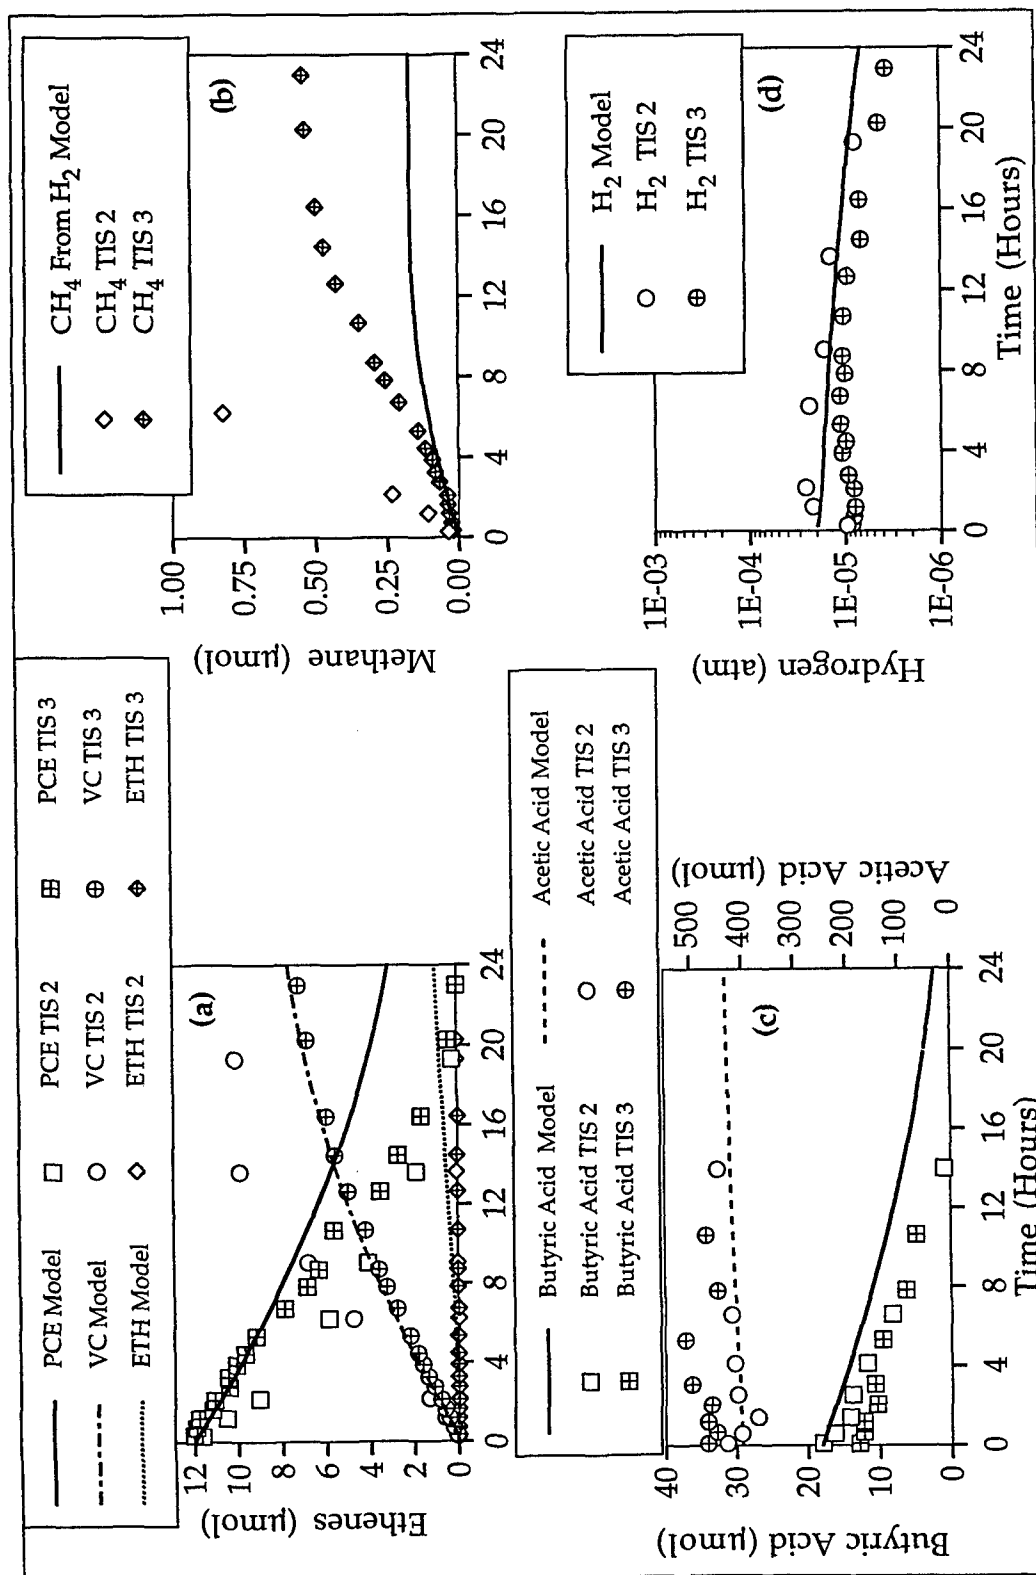 PCE Model PCE TIS 2 PCE TIS 3
VC Model VC TIS 2 VC TIS 3
ETH Model ETH TIS 2 ETH TIS 3
(a)
Ethenes (µmol)
12
10
8
6
4
2
0
0 4 8 12 16 20 24
CH4 From H2 Model
CH4 TIS 2
CH4 TIS 3
(b)
Methane (µmol)
1.00
0.75
0.50
0.25
0.00
0 4 8 12 16 20 24
Butyric Acid Model Acetic Acid Model
Butyric Acid TIS 2 Acetic Acid TIS 2
Butyric Acid TIS 3 Acetic Acid TIS 3
(c)
Butyric Acid (µmol)
40
30
20
10
0
Acetic Acid (µmol)
500
400
300
200
100
0
0 4 8 12 16 20 24
Time (Hours)
H2 Model
H2 TIS 2
H2 TIS 3
(d)
Hydrogen (atm)
1E-03
1E-04
1E-05
1E-06
0 4 8 12 16 20 24
Time (Hours)